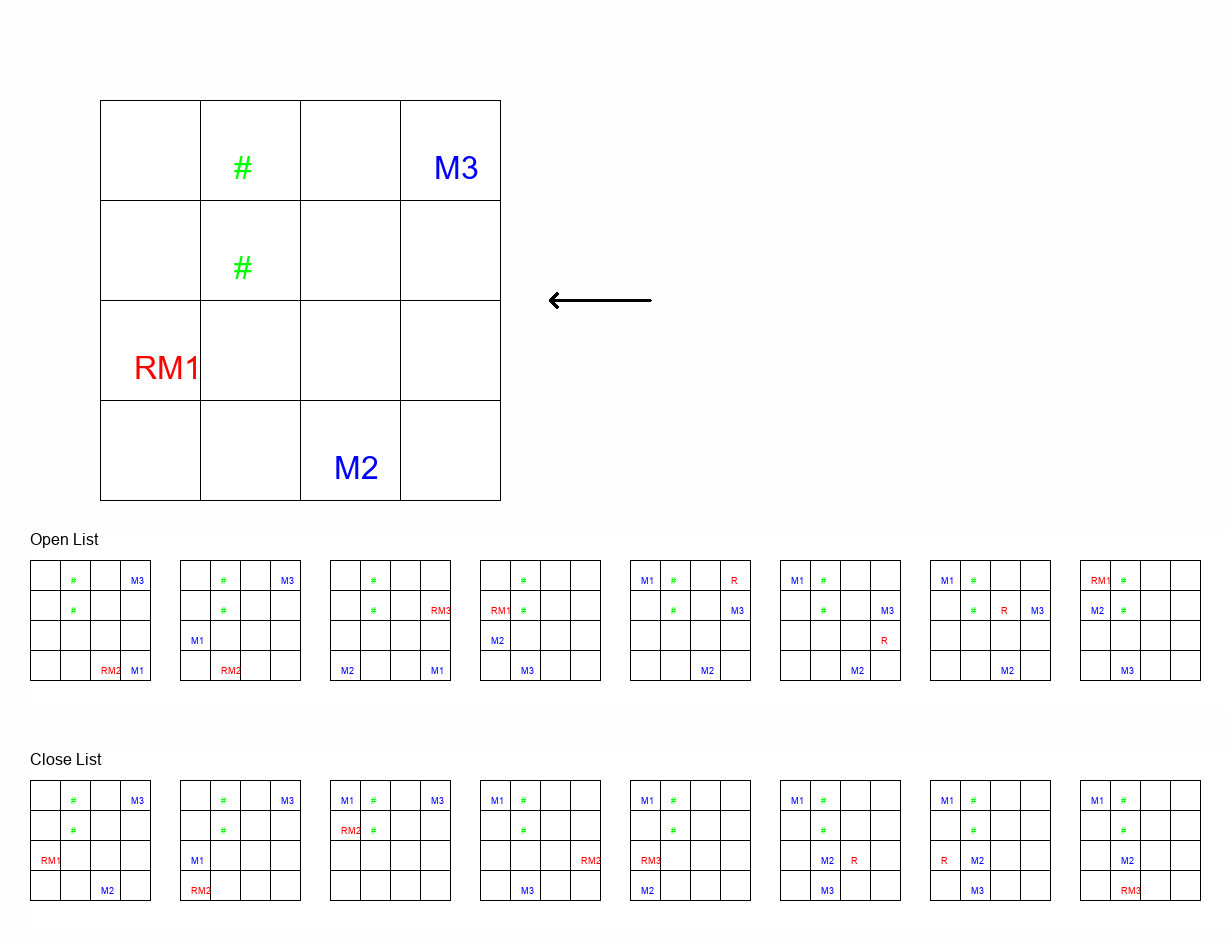 # M3
#
RM1
M2
Open List
# M3 # M3 # # M1 # R M1 # M1 # RM1 #
# # # RM3 RM1 # # M3 # M3 # R M3 M2 #
M1 M2 R
RM2 M1 RM2 M2 M1 M3 M2 M2 M2 M3
Close List
# M3 # M3 M1 # M3 M1 # M1 # M1 # M1 # M1 #
# # RM2 # # # # # #
RM1 M1 RM2 RM3 M2 R R M2 M2
M2 RM2 M3 M2 M3 M3 RM3